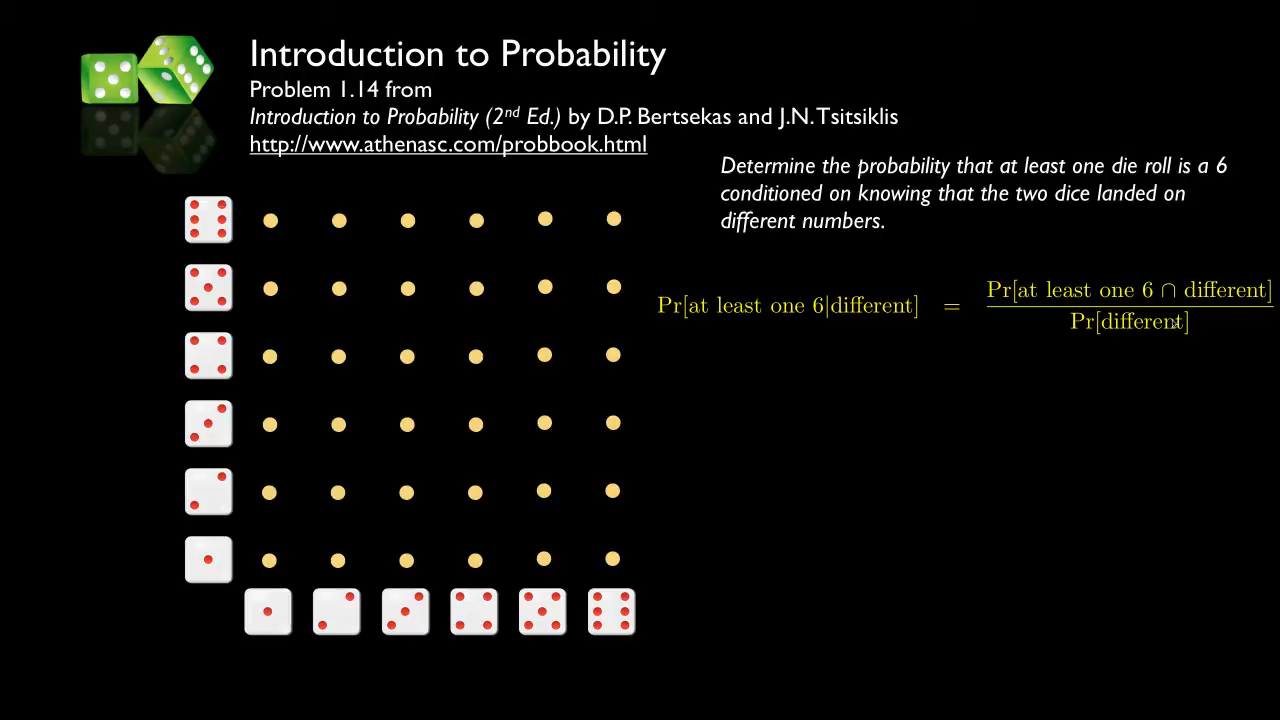 Introduction to Probability
Problem 1.14 from
Introduction to Probability (2nd Ed.) by D.P. Bertsekas and J.N. Tsitsiklis
http://www.athenasc.com/probbook.html
Determine the probability that at least one die roll is a 6
conditioned on knowing that the two dice landed on
different numbers.
Pr[at least one 6|different] = Pr[at least one 6 ∩ different]
Pr[different]